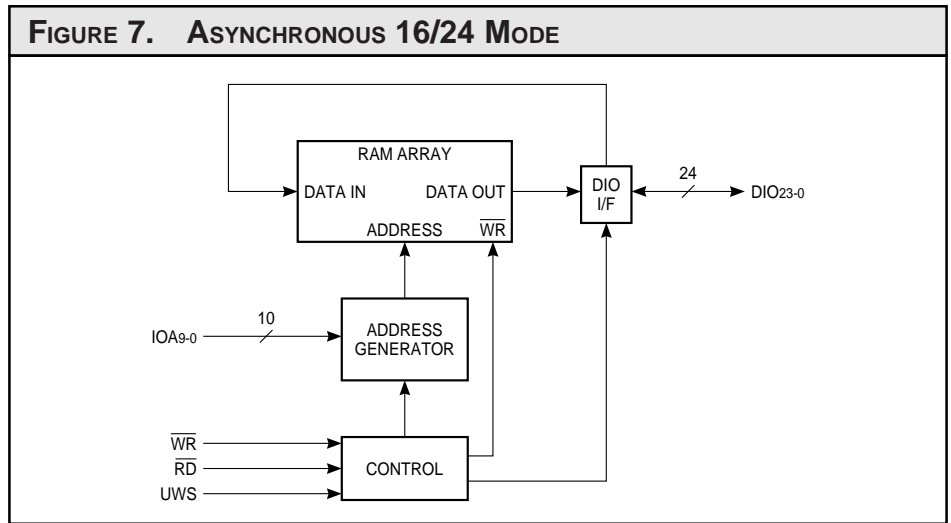 FIGURE 7. ASYNCHRONOUS 16/24 MODE
RAM ARRAY
DATA IN
DATA OUT
ADDRESS
WR
DIO
I/F
24
DIO23-0
IOA9-0
10
ADDRESS
GENERATOR
WR
RD
UWS
CONTROL